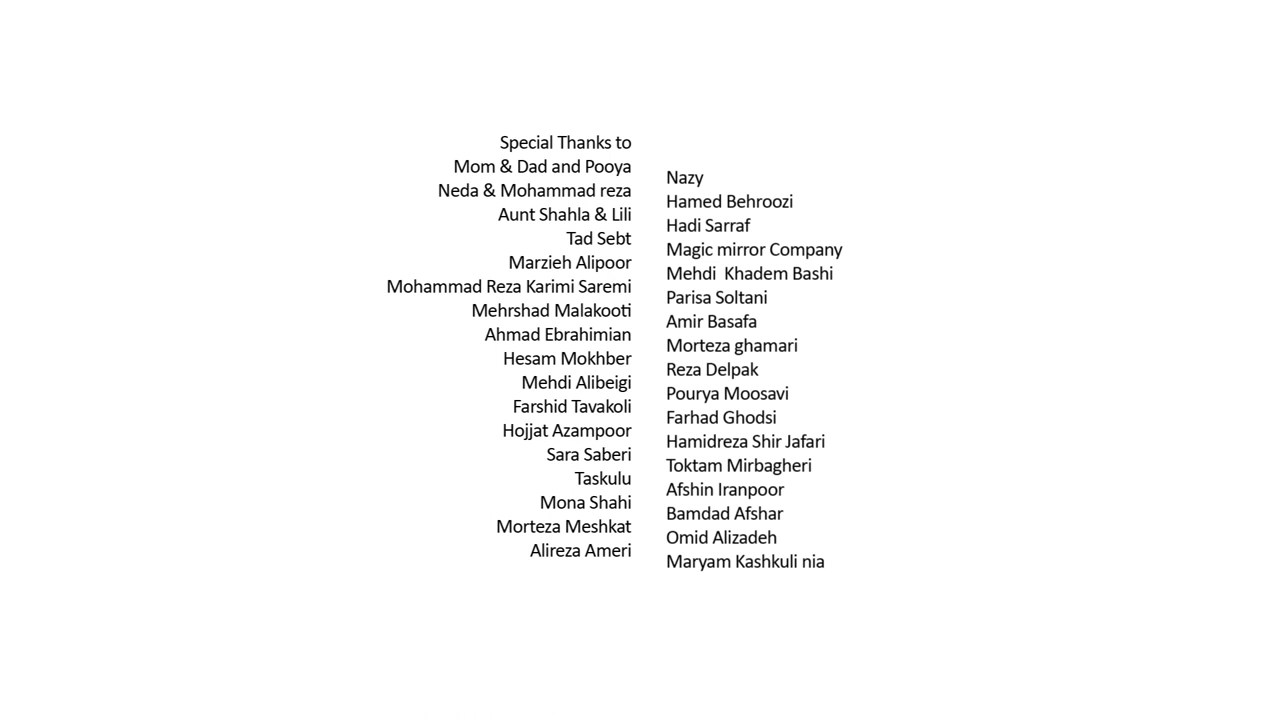 Special Thanks to
Mom & Dad and Pooya
Neda & Mohammad reza
Aunt Shahla & Lili
Tad Sebt
Marzieh Alipoor
Mohammad Reza Karimi Saremi
Mehrshad Malakooti
Ahmad Ebrahimian
Hesam Mokhber
Mehdi Alibeigi
Farshid Tavakoli
Hojjat Azampoor
Sara Saberi
Taskulu
Mona Shahi
Morteza Meshkat
Alireza Ameri
Nazy
Hamed Behroozi
Hadi Sarraf
Magic mirror Company
Mehdi  Khadem Bashi
Parisa Soltani
Amir Basafa
Morteza ghamari
Reza Delpak
Pourya Moosavi
Farhad Ghodsi
Hamidreza Shir Jafari
Toktam Mirbagheri
Afshin Iranpoor
Bamdad Afshar
Omid Alizadeh
Maryam Kashkuli nia